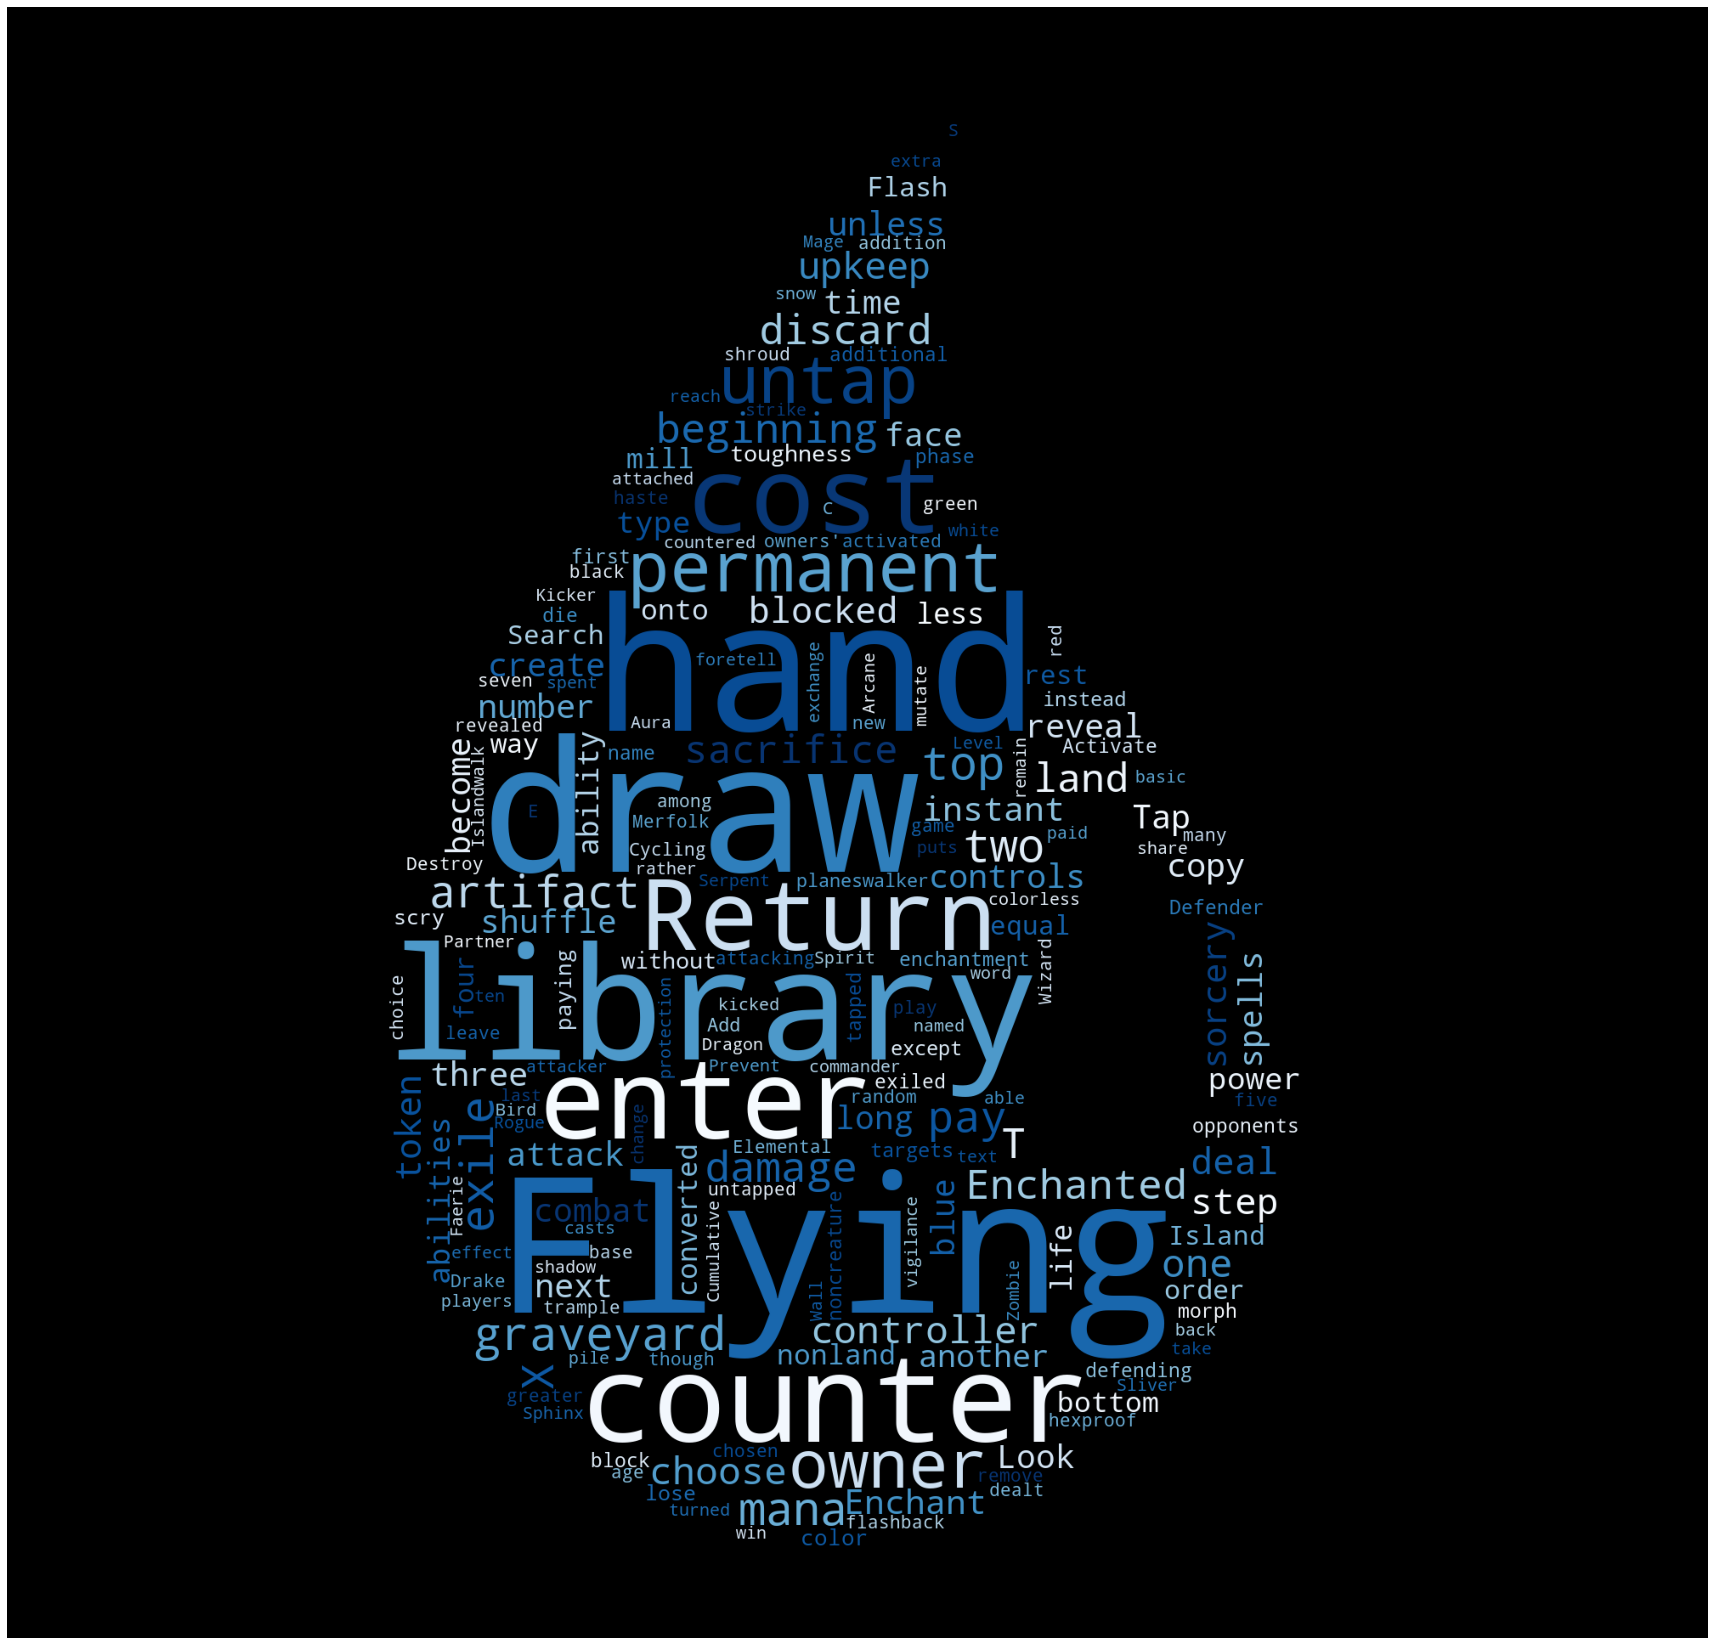 S
extra
Flash
unless
Mage addition
upkeep
snow time
discard
shroud additional
untap
reach strike
beginning face
mill toughness phase
attached
cost
haste C green
type white
countered owners' activated
first permanent
black
Kicker onto blocked less
die
Search hand red
create foretell exchange Arcane mutate rest
seven spent instead
number Aura new
revealed reveal
become Islandwalk way ability name sacrifice Level remain Activate
top land basic
draw
E among instant Tap
Merfolk game many
Cycling puts two paid share
Destroy rather copy
Serpent planeswalker controls
artifact Return colorless
scry shuffle equal Defender
Partner
without attacking Spirit enchantment Wizard sorcery
library
choice four ten paying protection kicked tapped play word spells
leave Add named
Dragon except
attacker Prevent commander
three enter exiled power
token last random able five
exile Bird long pay
Rogue change opponents
abilities attack Elemental targets text T
converted damage deal
Faerie untapped Enchanted
Flying
combat Cumulative noncreature vigilance blue life step
casts Island
effect base
shadow one
Drake next Wall Zombie order
players trample morph
graveyard controller back
pile though nonland another take
X defending
greater counter Sliver
Sphinx bottom
hexproof
chosen
block owner Look
age choose remove
lose mana Enchant dealt
turned flashback
win color